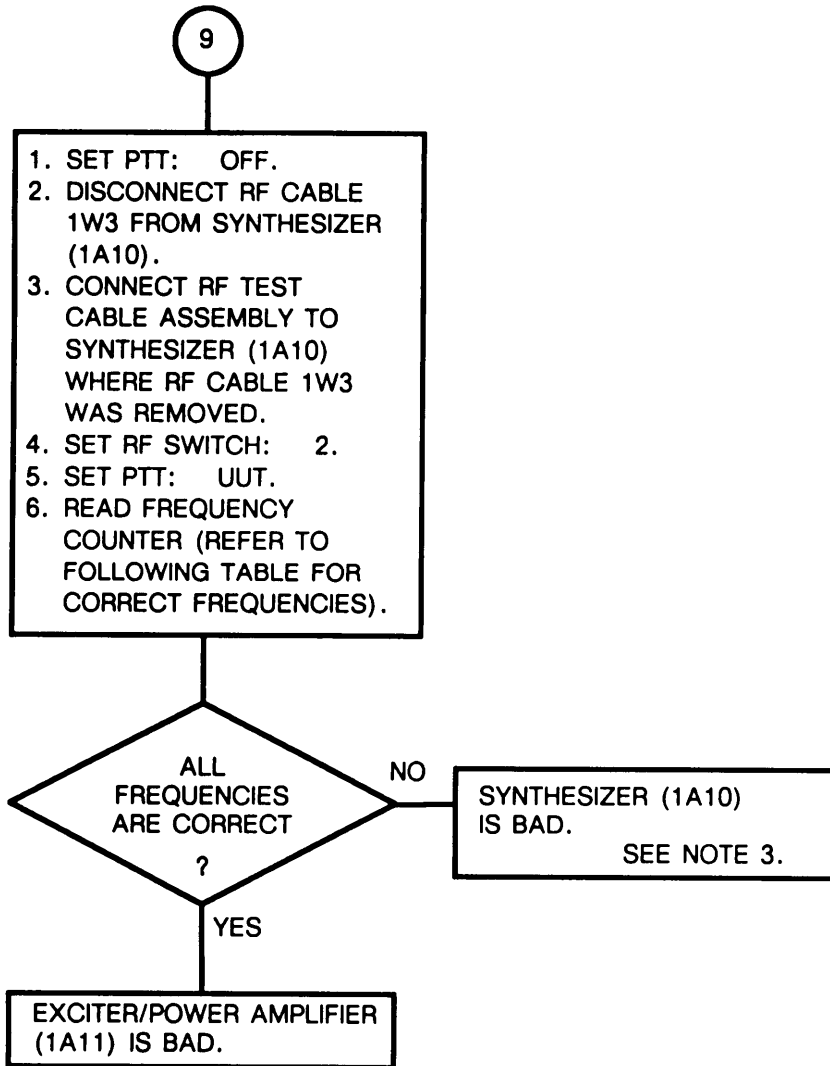 9
1. SET PTT: OFF.
2. DISCONNECT RF CABLE
1W3 FROM SYNTHESIZER
(1A10).
3. CONNECT RF TEST
CABLE ASSEMBLY TO
SYNTHESIZER (1A10)
WHERE RF CABLE 1W3
WAS REMOVED.
4. SET RF SWITCH: 2.
5. SET PTT: UUT.
6. READ FREQUENCY
COUNTER (REFER TO
FOLLOWING TABLE FOR
CORRECT FREQUENCIES).
ALL
FREQUENCIES
ARE CORRECT
?
NO
SYNTHESIZER (1A10)
IS BAD.
SEE NOTE 3.
YES
EXCITER/POWER AMPLIFIER
(1A11) IS BAD.